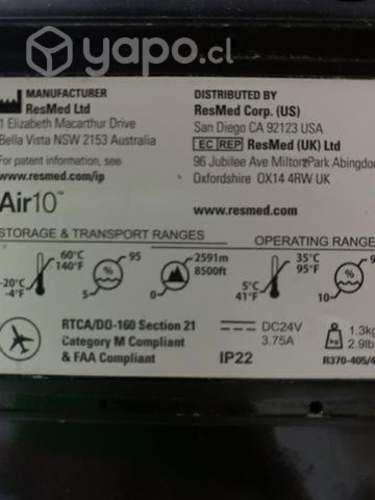 yapo.cl
MANUFACTURER
ResMed Ltd
1 Elizabeth Macarthur Drive
Bella Vista NSW 2153 Australia
For patent information, see
www.resmed.com/ip
DISTRIBUTED BY
ResMed Corp. (US)
San Diego CA 92123 USA
EC REP ResMed (UK) Ltd
96 Jubilee Ave Milton Park Abingdon
Oxfordshire OX14 4RW UK
Air10™
www.resmed.com
STORAGE & TRANSPORT RANGES
OPERATING RANGE
60°C
140°F
-20°C
-4°F
95
5
2591m
8500ft
0
35°C
95°F
5°C
41°F
10
RTCA/DO-160 Section 21
Category M Compliant
& FAA Compliant
DC24V
3.75A
IP22
1.3kg
2.9lb
R370-405/4